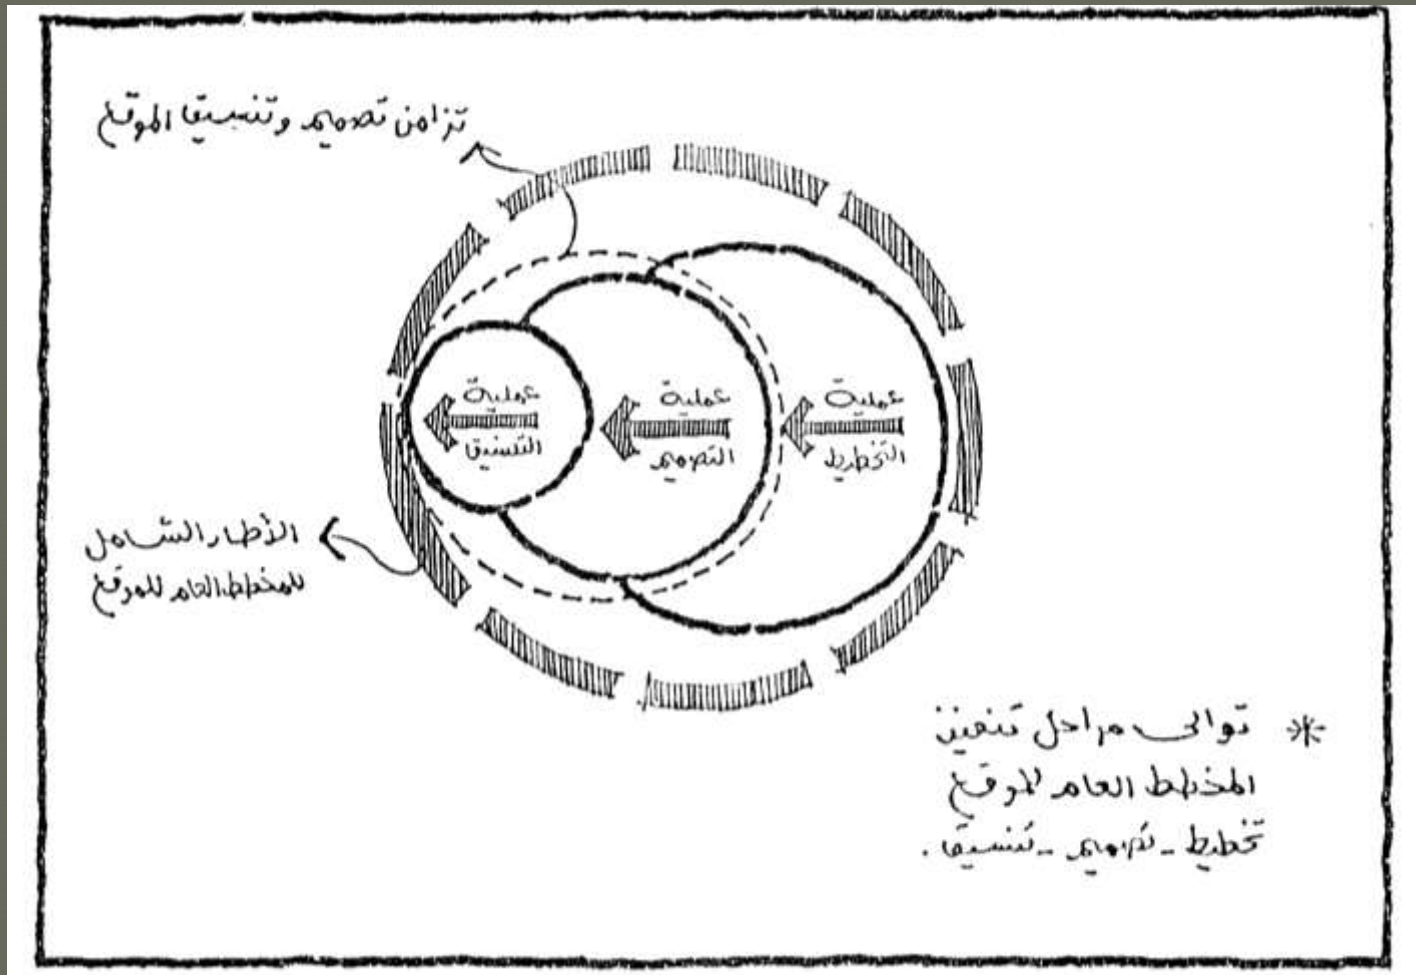 تزامن تصميم وتنسيق الموقع
عملية
التخطيط
عملية
التصميم
عملية
التنسيق
الأطار الشامل
للمخطط العام للموقع
* توالى مراحل تنفيذ
المخطط العام للموقع
تخطيط - تصميم - تنسيق .